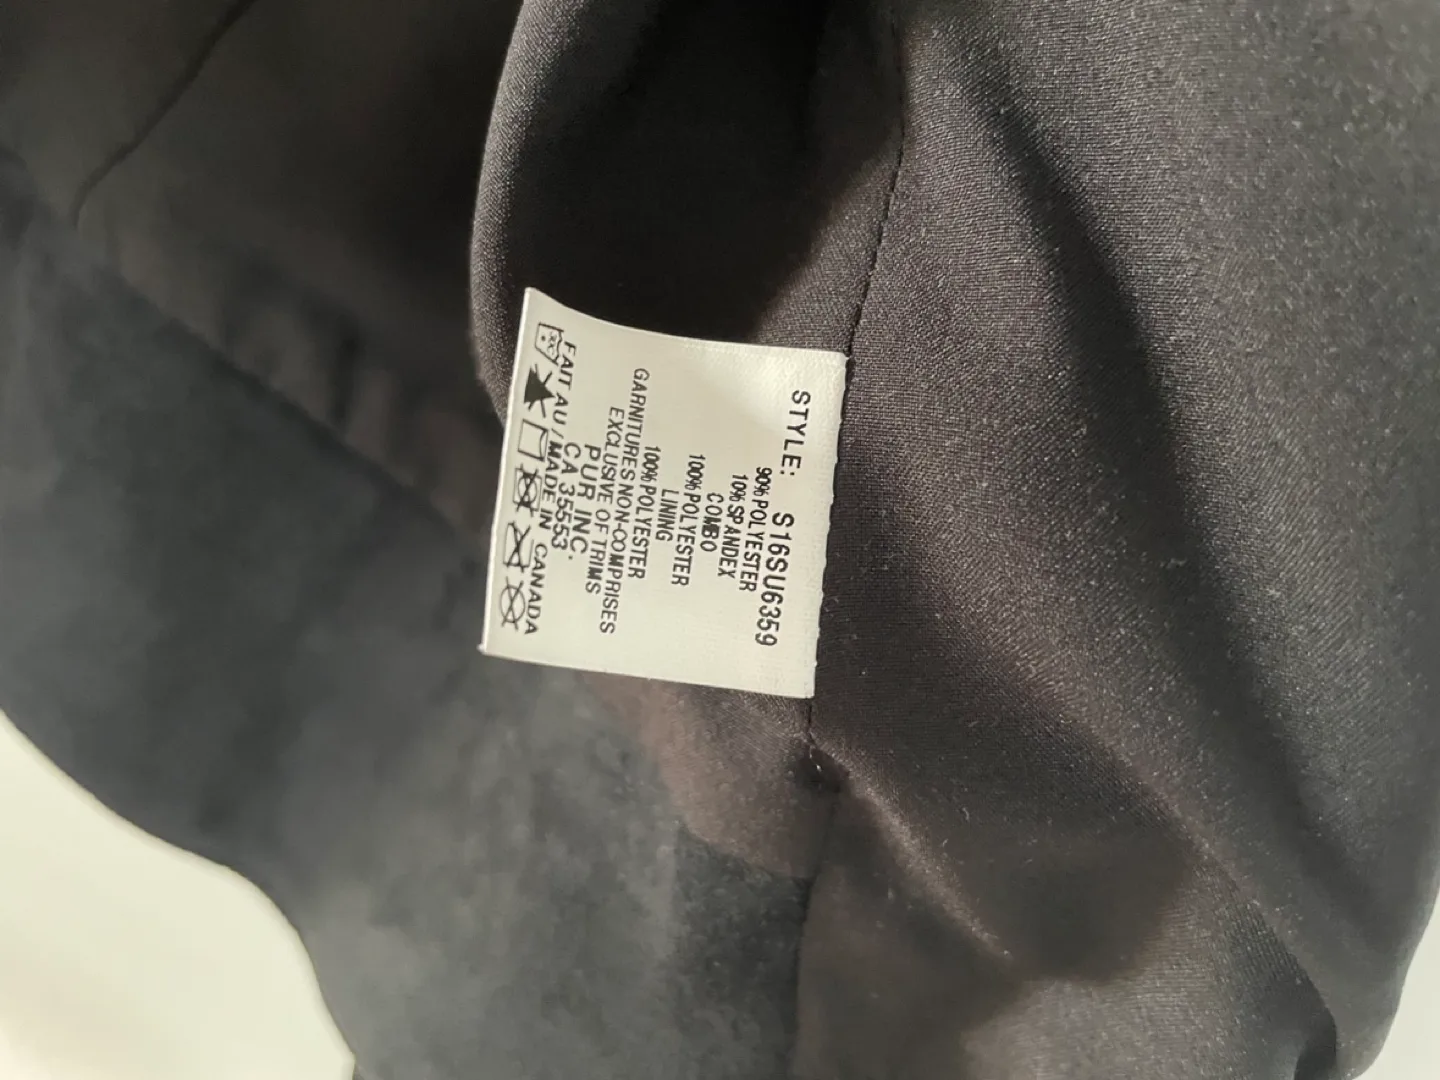 STYLE: S16SU6359
90% POLYESTER
10% SPANDEX
COMBO
100% POLYESTER
LINING
100% POLYESTER
GARNITURES NON-COMPRISES
EXCLUSIVE OF TRIMS
PUR INC.
CA 35553
FAIT AU / MADE IN CANADA